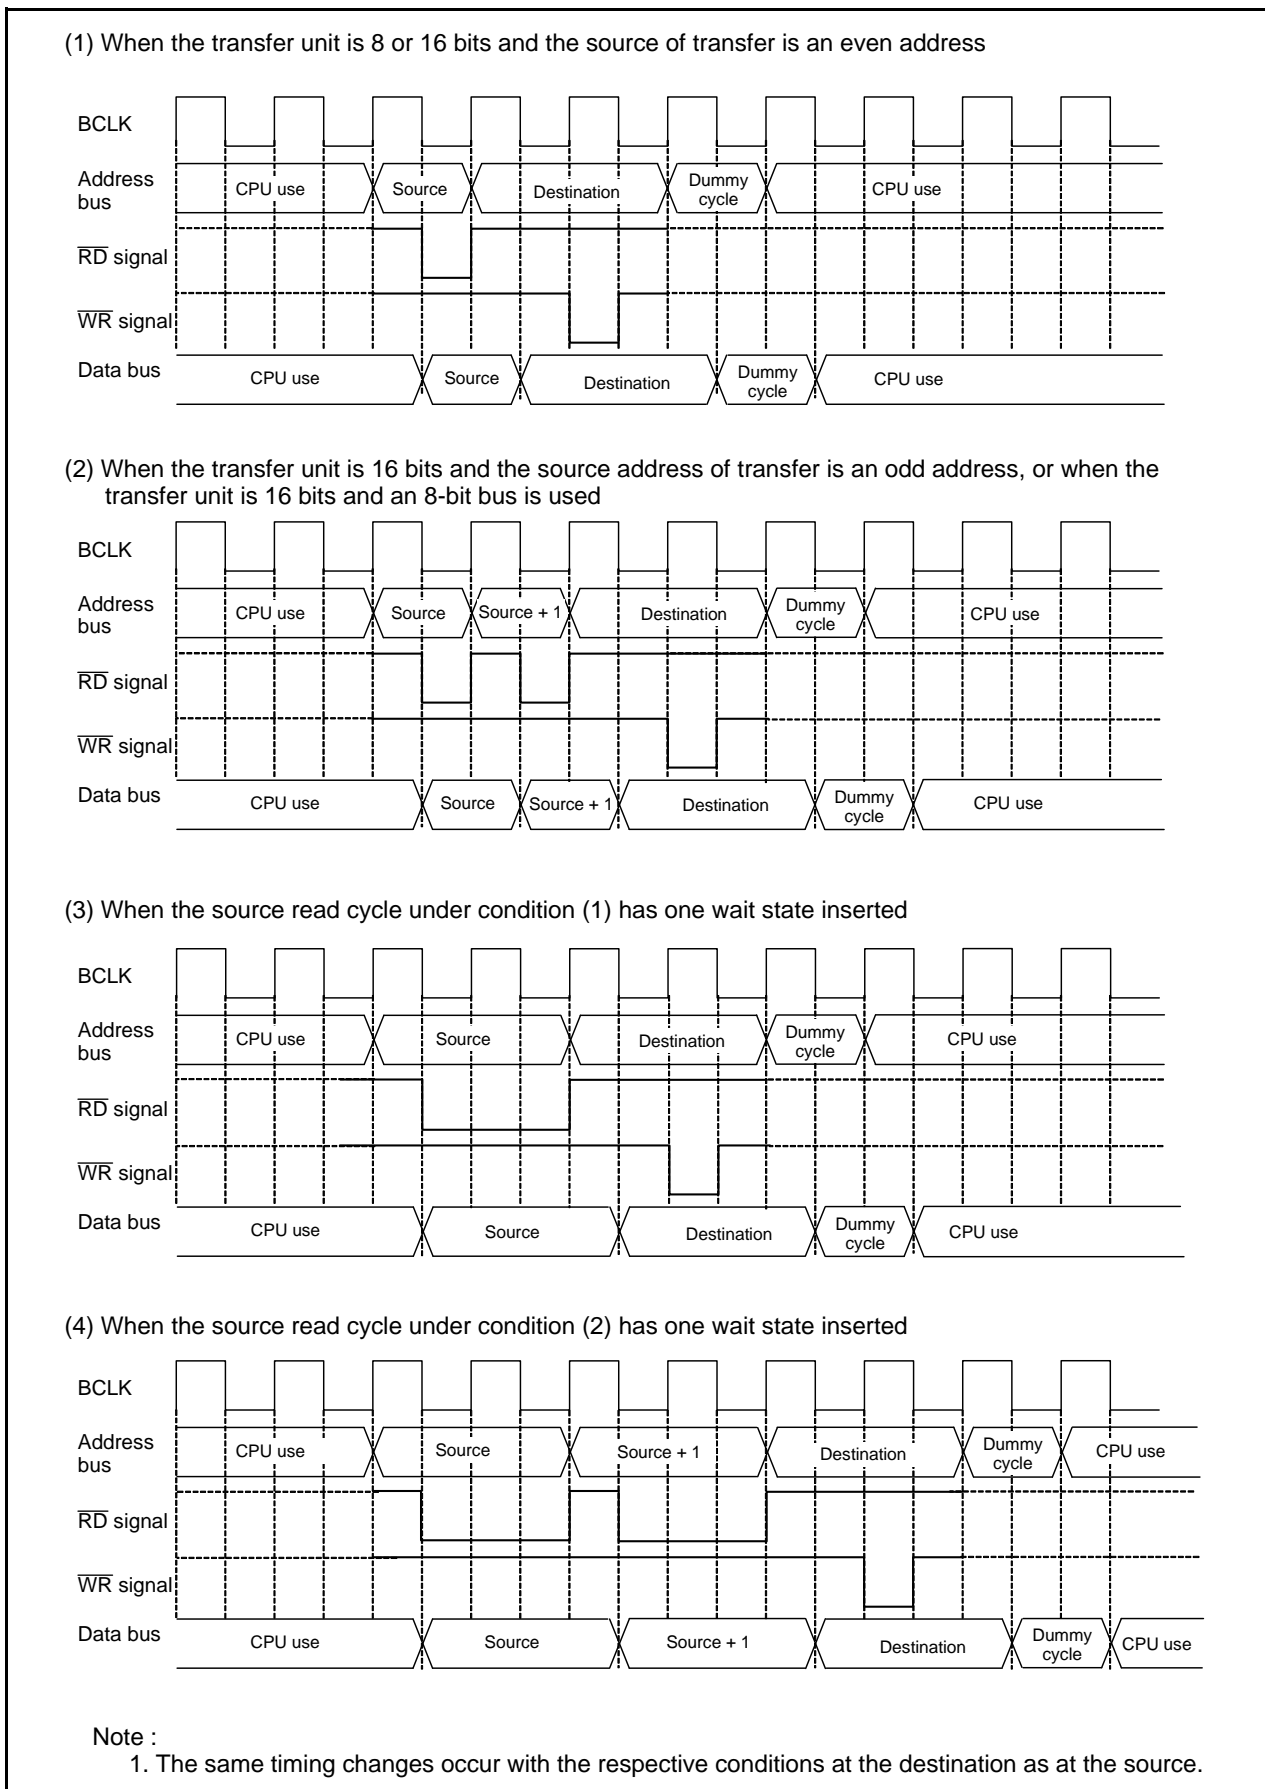 (1) When the transfer unit is 8 or 16 bits and the source of transfer is an even address
BCLK
Address
bus
CPU use
Source
Destination
Dummy
cycle
CPU use
RD signal
WR signal
Data bus
CPU use
Source
Destination
Dummy
cycle
CPU use
(2) When the transfer unit is 16 bits and the source address of transfer is an odd address, or when the
transfer unit is 16 bits and an 8-bit bus is used
BCLK
Address
bus
CPU use
Source
Source + 1
Destination
Dummy
cycle
CPU use
RD signal
WR signal
Data bus
CPU use
Source
Source + 1
Destination
Dummy
cycle
CPU use
(3) When the source read cycle under condition (1) has one wait state inserted
BCLK
Address
bus
CPU use
Source
Destination
Dummy
cycle
CPU use
RD signal
WR signal
Data bus
CPU use
Source
Destination
Dummy
cycle
CPU use
(4) When the source read cycle under condition (2) has one wait state inserted
BCLK
Address
bus
CPU use
Source
Source + 1
Destination
Dummy
cycle
CPU use
RD signal
WR signal
Data bus
CPU use
Source
Source + 1
Destination
Dummy
cycle
CPU use
Note :
1. The same timing changes occur with the respective conditions at the destination as at the source.